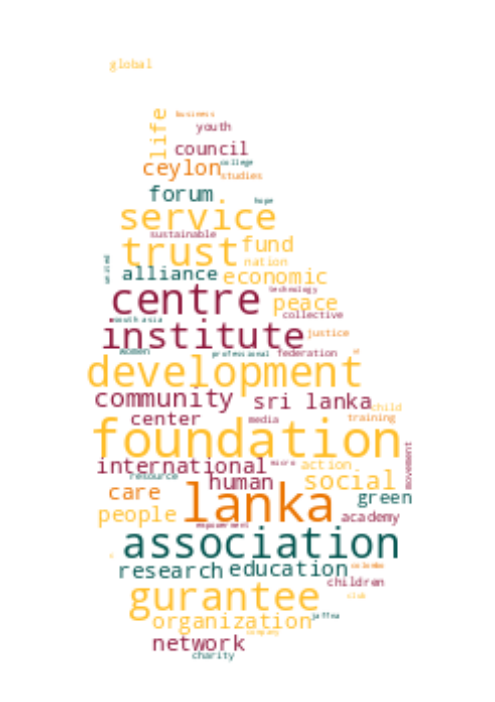 global
life
business
youth
council
ceylon
college
studies
forum
hope
service
sustainable
trust
fund
nation
united
alliance
economic
technology
centre
peace
collective
south asia
institute
justice
women
professional
federation
development
community
sri lanka
child
center
media
training
foundation
movement
international
micro
action
resource
human
social
care
green
people
lanka
academy
empowerment
association
research
education
colombo
children
gurantee
club
organization
jaffna
company
network
charity